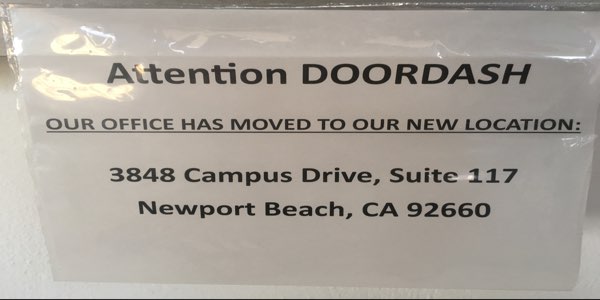 Attention DOORDASH
OUR OFFICE HAS MOVED TO OUR NEW LOCATION:
3848 Campus Drive, Suite 117
Newport Beach, CA 92660